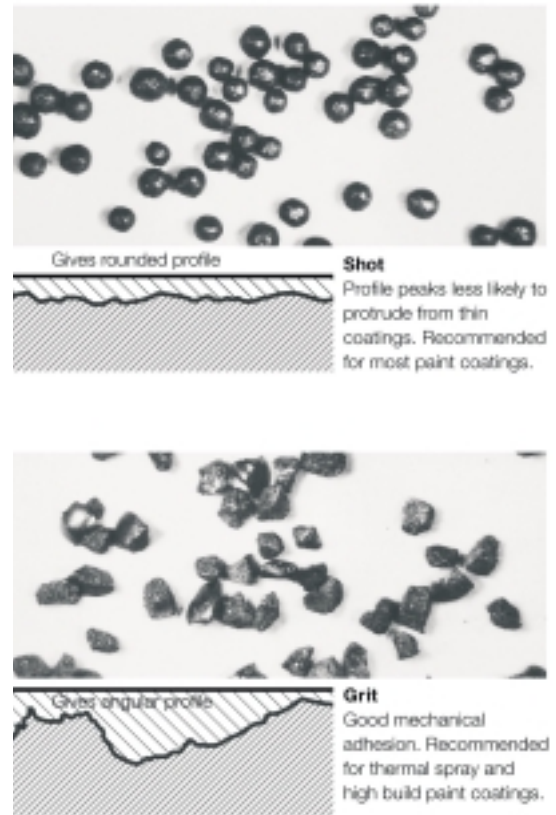 Gives rounded profile
Shot
Profile peaks less likely to
protrude from thin
coatings. Recommended
for most paint coatings.
Gives angular profile
Grit
Good mechanical
adhesion. Recommended
for thermal spray and
high build paint coatings.